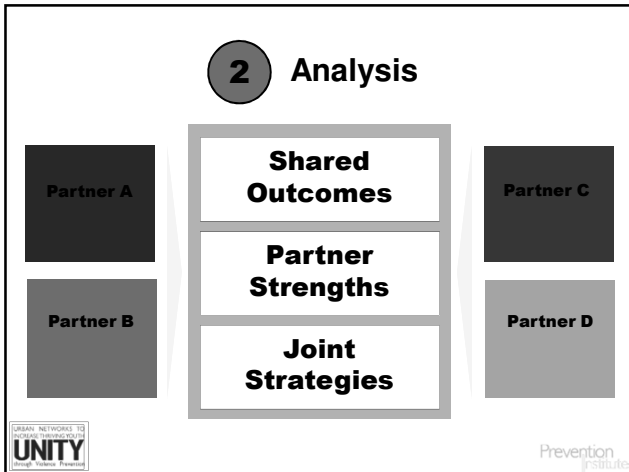 2 Analysis
Partner A
Partner B
Shared
Outcomes
Partner
Strengths
Joint
Strategies
Partner C
Partner D
URBAN NETWORKS TO
INCREASE THRIVING YOUTH
UNITY
through Violence Prevention
Prevention
Institute